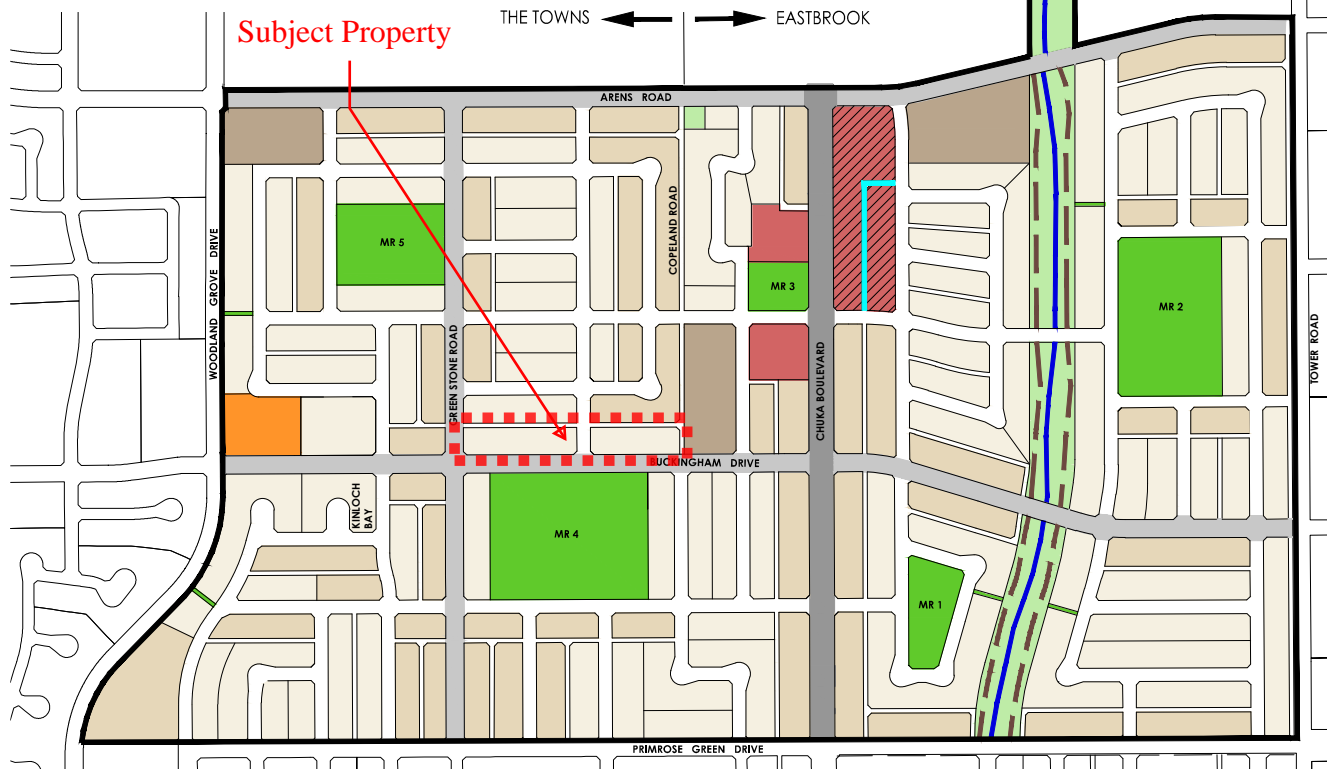 THE TOWNS
EASTBROOK
Subject Property
ARENS ROAD
WOODLAND GROVE DRIVE
MR 5
COPELAND ROAD
MR 3
MR 2
GREEN STONE ROAD
CHUKA BOULEVARD
TOWER ROAD
BUCKINGHAM DRIVE
KINLOCH
BAY
MR 4
MR 1
PRIMROSE GREEN DRIVE